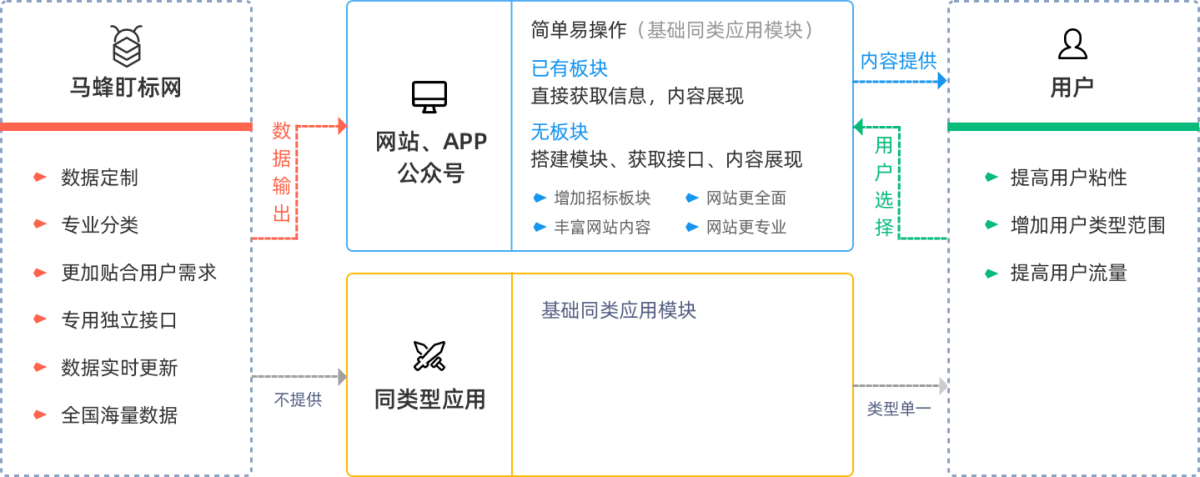 马蜂盯标网
数据定制
专业分类
更加贴合用户需求
专用独立接口
数据实时更新
全国海量数据
数据输出
不提供
网站、APP
公众号
简单易操作（基础同类应用模块）
已有板块
直接获取信息，内容展现
无板块
搭建模块、获取接口、内容展现
增加招标板块
网站更全面
丰富网站内容
网站更专业
同类型应用
基础同类应用模块
内容提供
用户选择
类型单一
用户
提高用户粘性
增加用户类型范围
提高用户流量